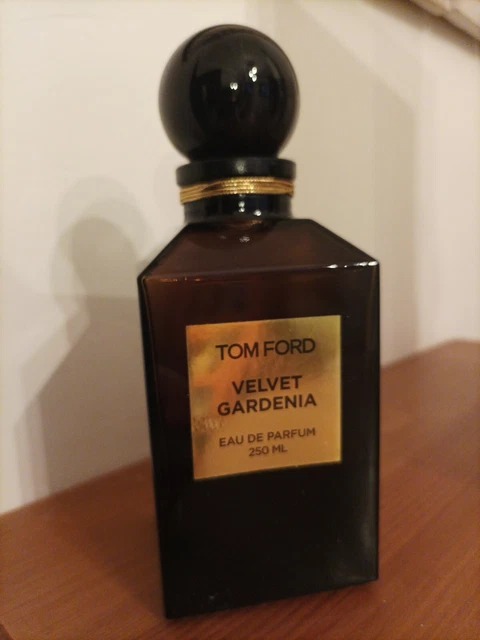 TOM FORD
VELVET
GARDENIA
EAU DE PARFUM
250 ML